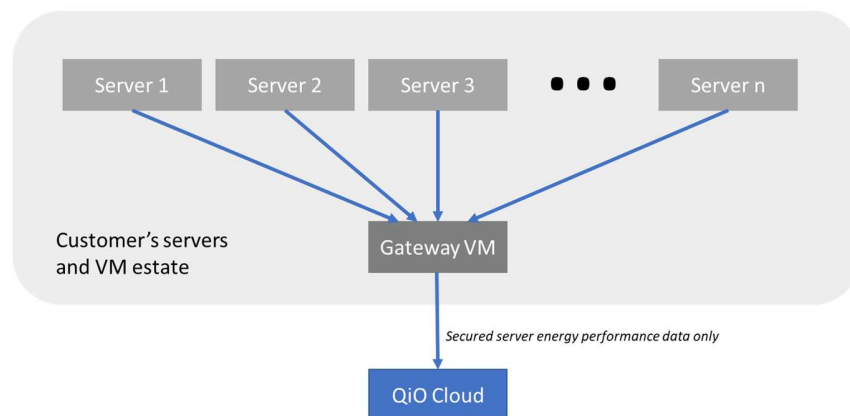 Server 1
Server 2
Server 3
Server n
Customer's servers
and VM estate
Gateway VM
Secured server energy performance data only
QiO Cloud